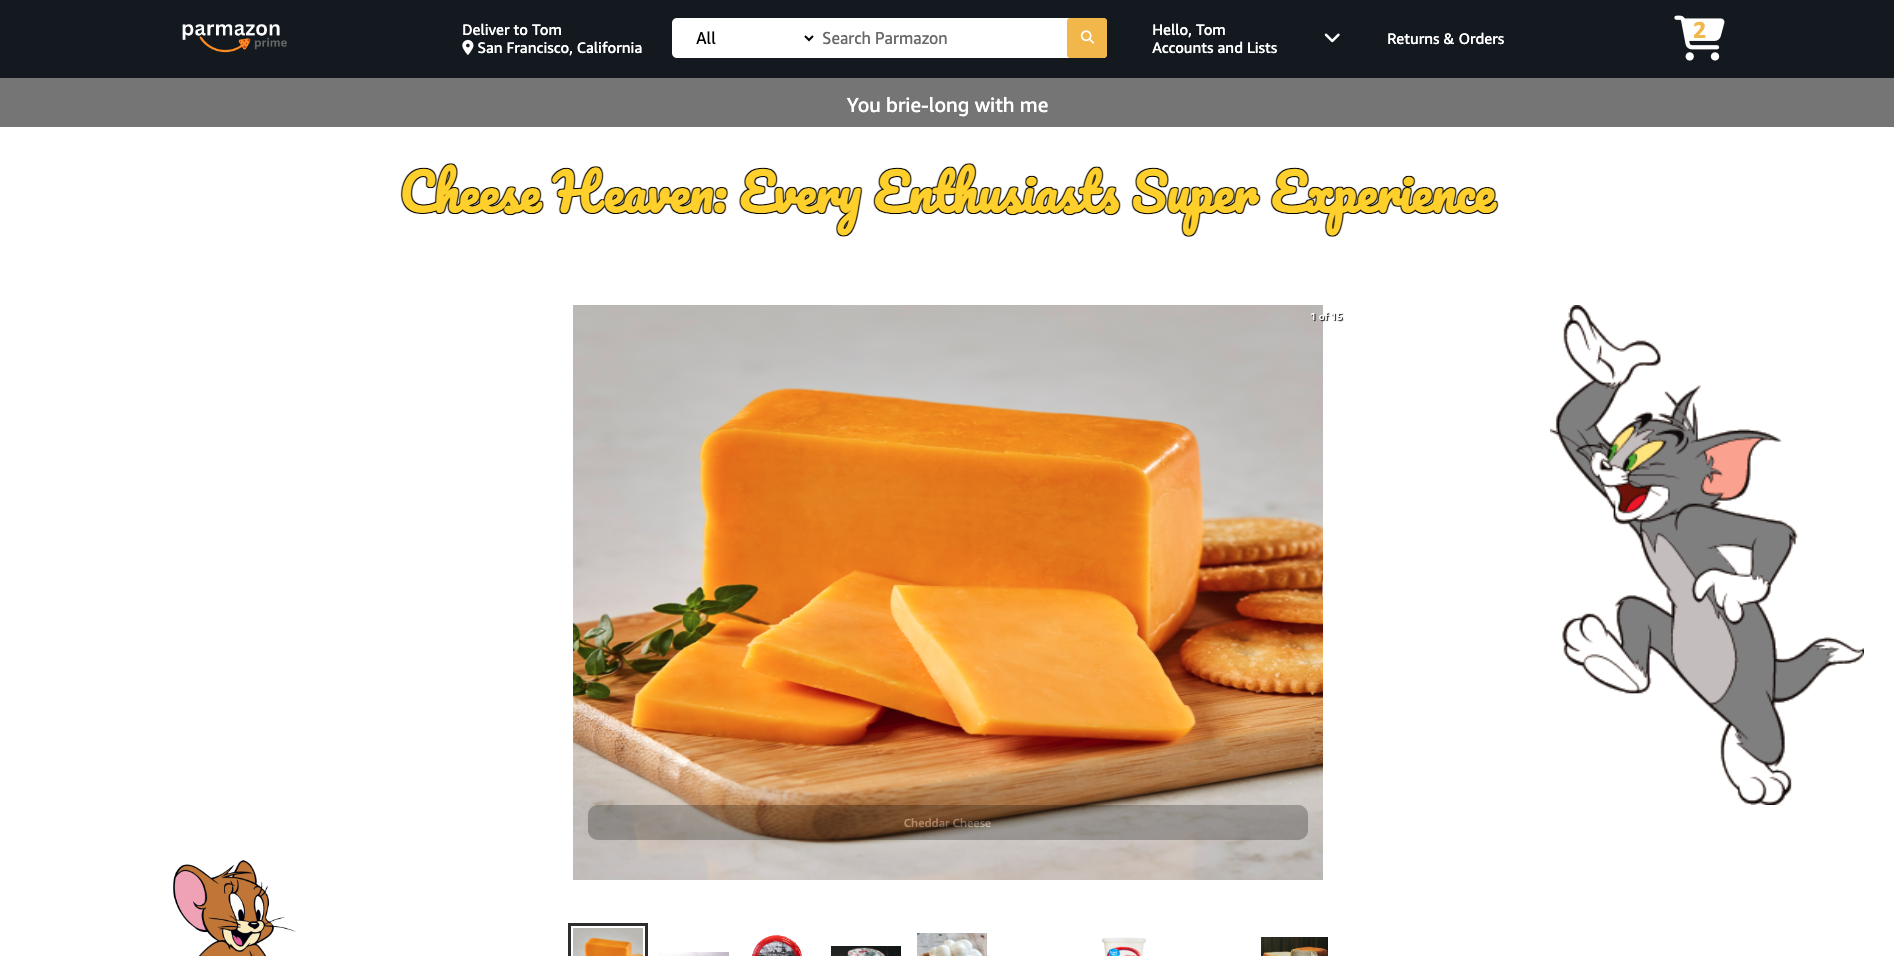 parmazon
prime
Deliver to Tom
San Francisco, California
All
Search Parmazon
Hello, Tom
Accounts and Lists
Returns & Orders
2
You brie-long with me
Cheese Heaven: Every Enthusiasts Super Experience
1 of 15
Cheddar Cheese